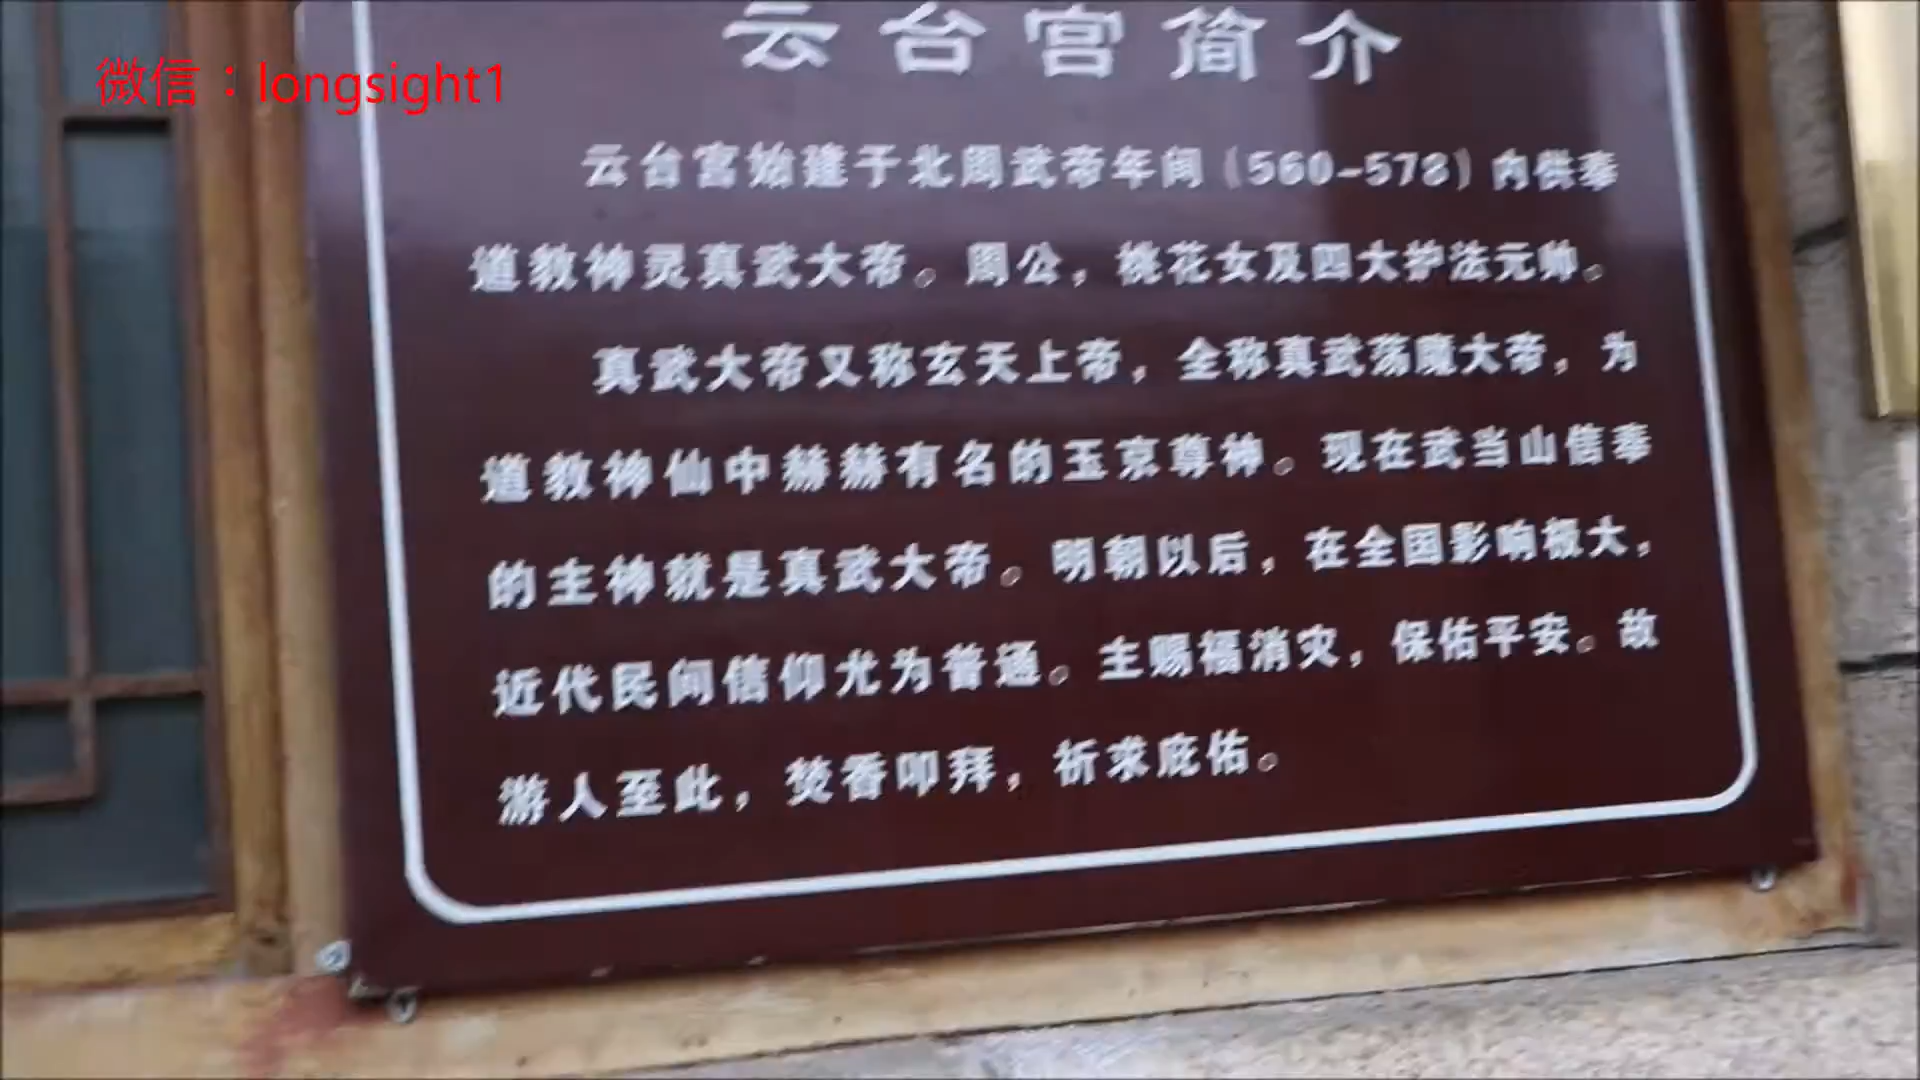 云台宫简介
微信：longsight1
云台宫始建于北周武帝年间（560-578）内供奉
道教神灵真武大帝。周公，桃花女及四大护法元帅。
真武大帝又称玄天上帝，全称真武荡魔大帝，为
道教神仙中赫赫有名的玉京尊神。现在武当山信奉
的主神就是真武大帝。明朝以后，在全国影响极大，
近代民间信仰尤为普通。主赐福消灾，保佑平安。故
游人至此，焚香叩拜，祈求庇佑。